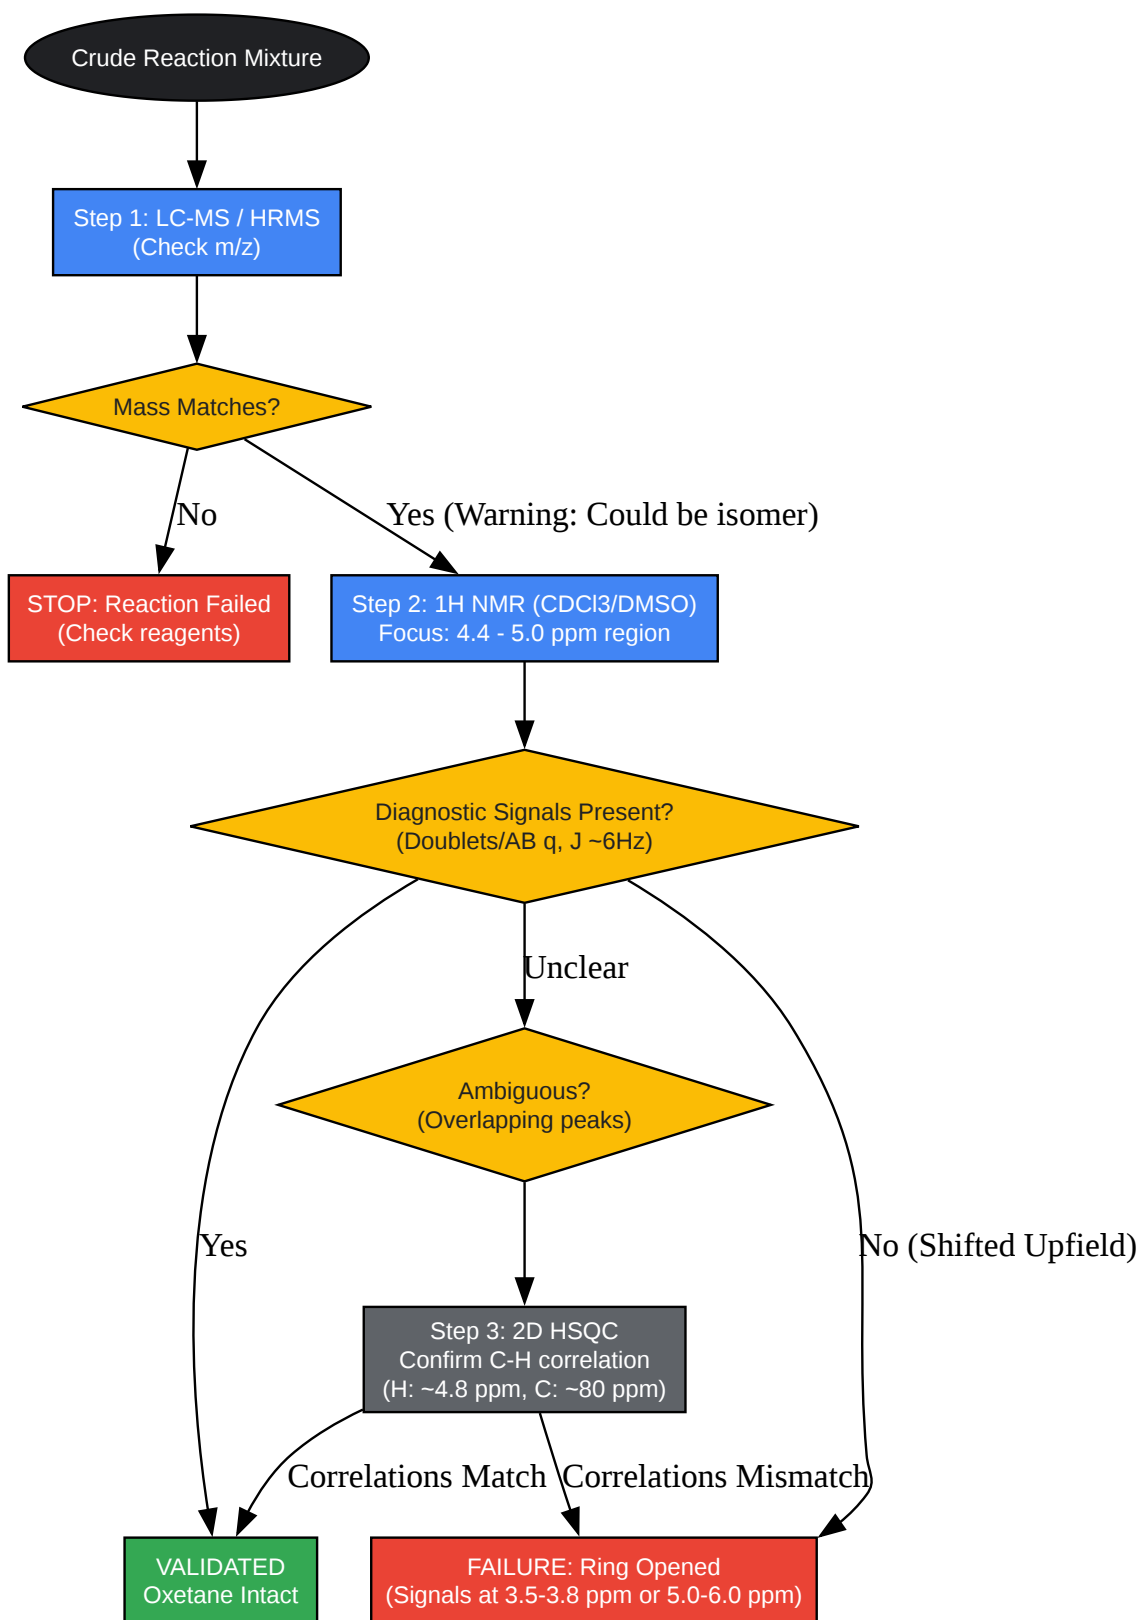 Crude Reaction Mixture
Step 1: LC-MS / HRMS
(Check m/z)
Mass Matches?
No
Yes (Warning: Could be isomer)
STOP: Reaction Failed
(Check reagents)
Step 2: 1H NMR (CDCl3/DMSO)
Focus: 4.4 - 5.0 ppm region
Diagnostic Signals Present?
(Doublets/AB q, J ~6Hz)
Unclear
Ambiguous?
(Overlapping peaks)
Yes
No (Shifted Upfield)
Step 3: 2D HSQC
Confirm C-H correlation
(H: ~4.8 ppm, C: ~80 ppm)
Correlations Match
Correlations Mismatch
VALIDATED
Oxetane Intact
FAILURE: Ring Opened
(Signals at 3.5-3.8 ppm or 5.0-6.0 ppm)